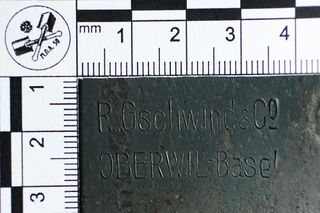 mm 1 2 3 4
1
2
3
R.Gschwind&Cº
OBERWIL-Basel